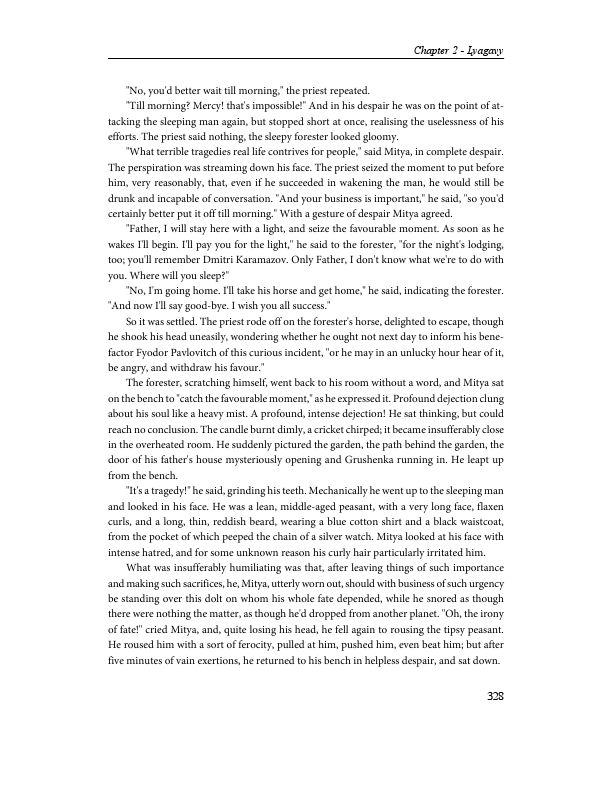 Chapter 2 - Lyagavy
"No, you'd better wait till morning," the priest repeated.
"Till morning? Mercy! that's impossible!" And in his despair he was on the point of at-
tacking the sleeping man again, but stopped short at once, realising the uselessness of his
efforts. The priest said nothing, the sleepy forester looked gloomy.
"What terrible tragedies real life contrives for people," said Mitya, in complete despair.
The perspiration was streaming down his face. The priest seized the moment to put before
him, very reasonably, that, even if he succeeded in wakening the man, he would still be
drunk and incapable of conversation. "And your business is important," he said, "so you'd
certainly better put it off till morning." With a gesture of despair Mitya agreed.
"Father, I will stay here with a light, and seize the favourable moment. As soon as he
wakes I'll begin. I'll pay you for the light," he said to the forester, "for the night's lodging,
too; you'll remember Dmitri Karamazov. Only Father, I don't know what we're to do with
you. Where will you sleep?"
"No, I'm going home. I'll take his horse and get home," he said, indicating the forester.
"And now I'll say good-bye. I wish you all success."
So it was settled. The priest rode off on the forester's horse, delighted to escape, though
he shook his head uneasily, wondering whether he ought not next day to inform his bene-
factor Fyodor Pavlovitch of this curious incident, "or he may in an unlucky hour hear of it,
be angry, and withdraw his favour."
The forester, scratching himself, went back to his room without a word, and Mitya sat
on the bench to "catch the favourable moment," as he expressed it. Profound dejection clung
about his soul like a heavy mist. A profound, intense dejection! He sat thinking, but could
reach no conclusion. The candle burnt dimly, a cricket chirped; it became insufferably close
in the overheated room. He suddenly pictured the garden, the path behind the garden, the
door of his father's house mysteriously opening and Grushenka running in. He leapt up
from the bench.
"It's a tragedy!" he said, grinding his teeth. Mechanically he went up to the sleeping man
and looked in his face. He was a lean, middle-aged peasant, with a very long face, flaxen
curls, and a long, thin, reddish beard, wearing a blue cotton shirt and a black waistcoat,
from the pocket of which peeped the chain of a silver watch. Mitya looked at his face with
intense hatred, and for some unknown reason his curly hair particularly irritated him.
What was insufferably humiliating was that, after leaving things of such importance
and making such sacrifices, he, Mitya, utterly worn out, should with business of such urgency
be standing over this dolt on whom his whole fate depended, while he snored as though
there were nothing the matter, as though he'd dropped from another planet. "Oh, the irony
of fate!" cried Mitya, and, quite losing his head, he fell again to rousing the tipsy peasant.
He roused him with a sort of ferocity, pulled at him, pushed him, even beat him; but after
five minutes of vain exertions, he returned to his bench in helpless despair, and sat down.
328